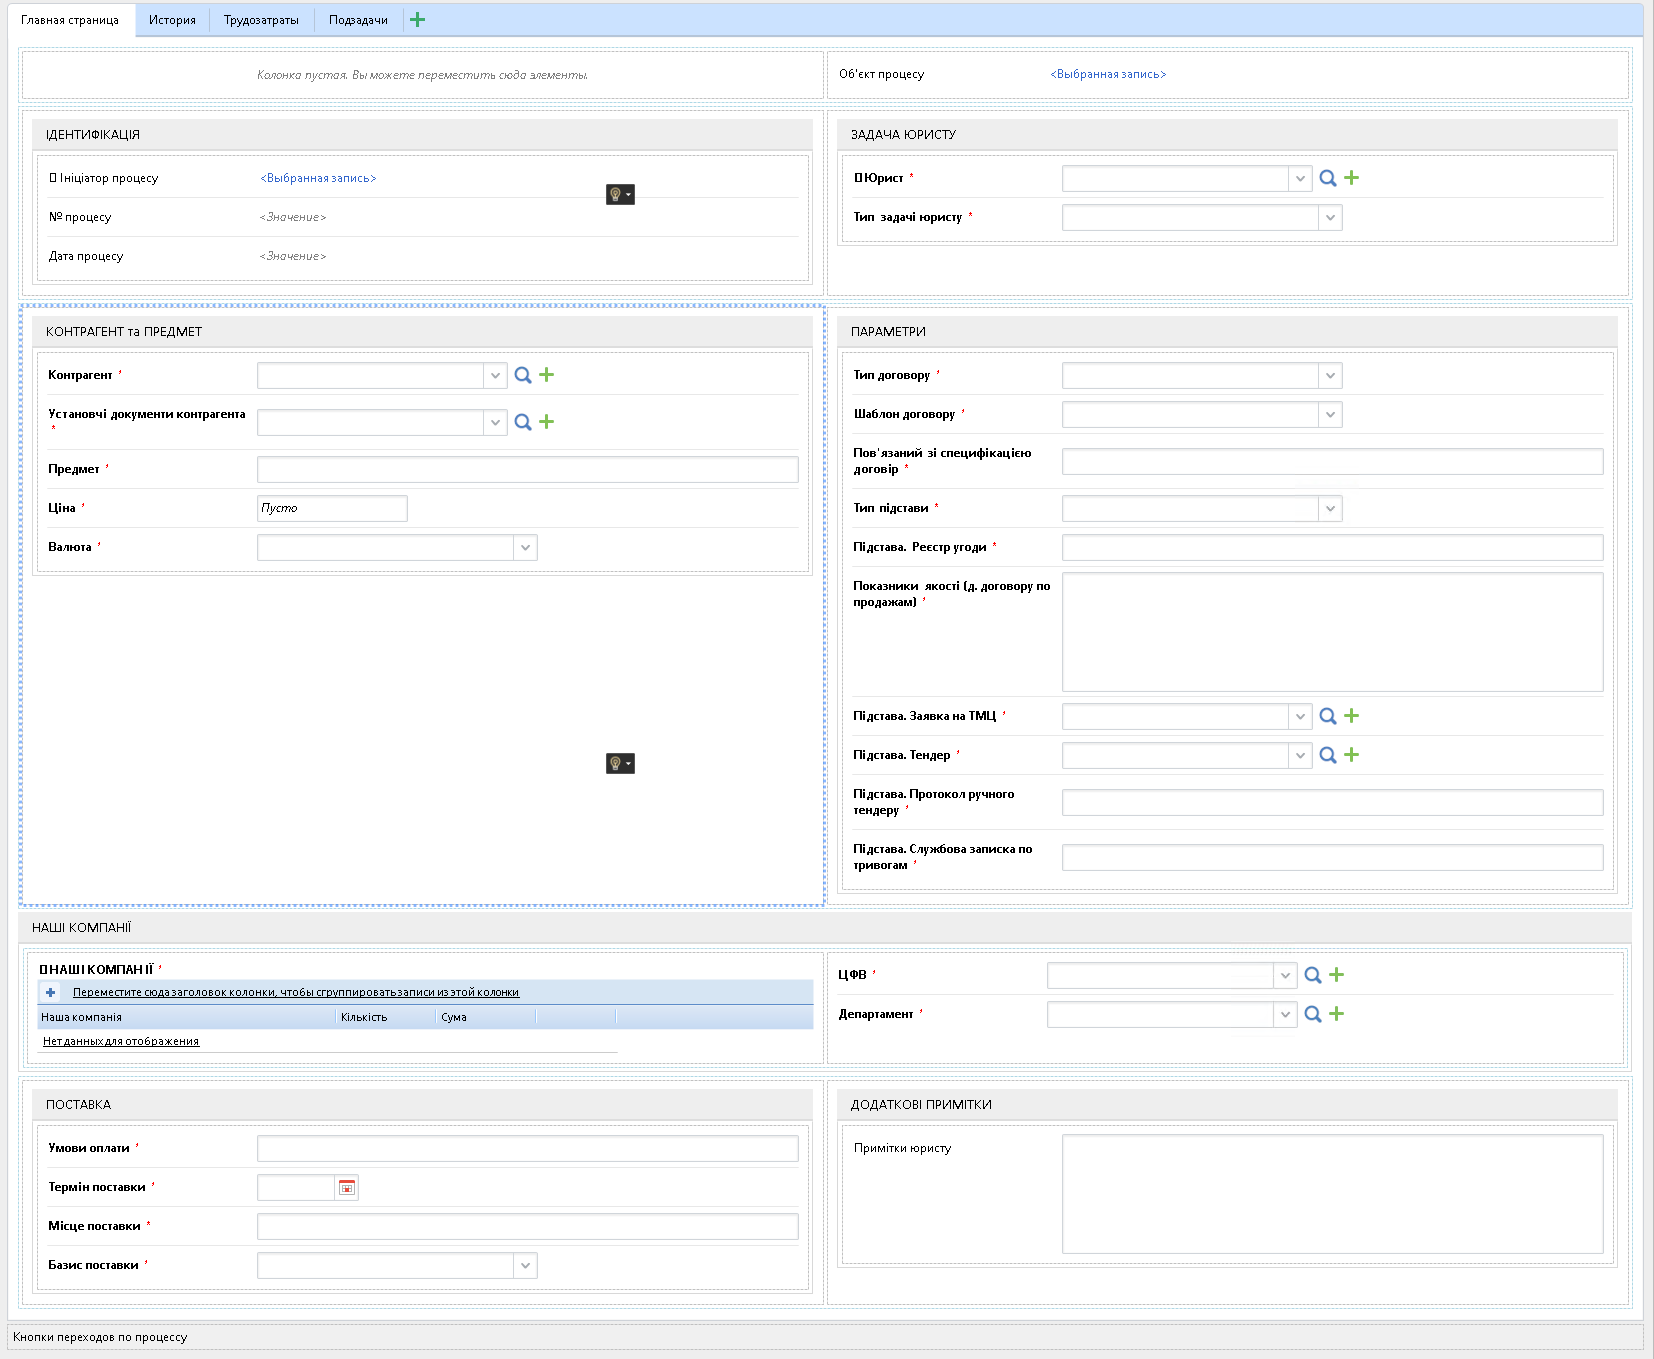 Главная страница
История
Трудозатраты
Подзадачи
Колонка пустая. Вы можете переместить сюда элементы.
Об'єкт процесу
<Выбранная запись>
ІДЕНТИФІКАЦІЯ
Ініціатор процесу
<Выбранная запись>
№ процесу
<Значение>
Дата процесу
<Значение>
ЗАДАЧА ЮРИСТУ
Юрист *
Тип задачі юристу *
КОНТРАГЕНТ та ПРЕДМЕТ
Контрагент *
Установчі документи контрагента
*
Предмет *
Ціна *
Пусто
Валюта *
ПАРАМЕТРИ
Тип договору *
Шаблон договору *
Пов'язаний зі специфікацією
договір *
Тип підстави *
Підстава. Реєстр угоди *
Показники якості (д. договору по
продажам) *
Підстава. Заявка на ТМЦ *
Підстава. Тендер *
Підстава. Протокол ручного
тендеру *
Підстава. Службова записка по
тривогам *
НАШІ КОМПАНІЇ
НАШІ КОМПАНІЇ *
Переместите сюда заголовок колонки, чтобы сгруппировать записи из этой колонки
Наша компанія
Кількість
Сума
Нет данных для отображения
ЦФВ *
Департамент *
ПОСТАВКА
Умови оплати *
Термін поставки *
Місце поставки *
Базис поставки *
ДОДАТКОВІ ПРИМІТКИ
Примітки юристу
Кнопки переходов по процессу